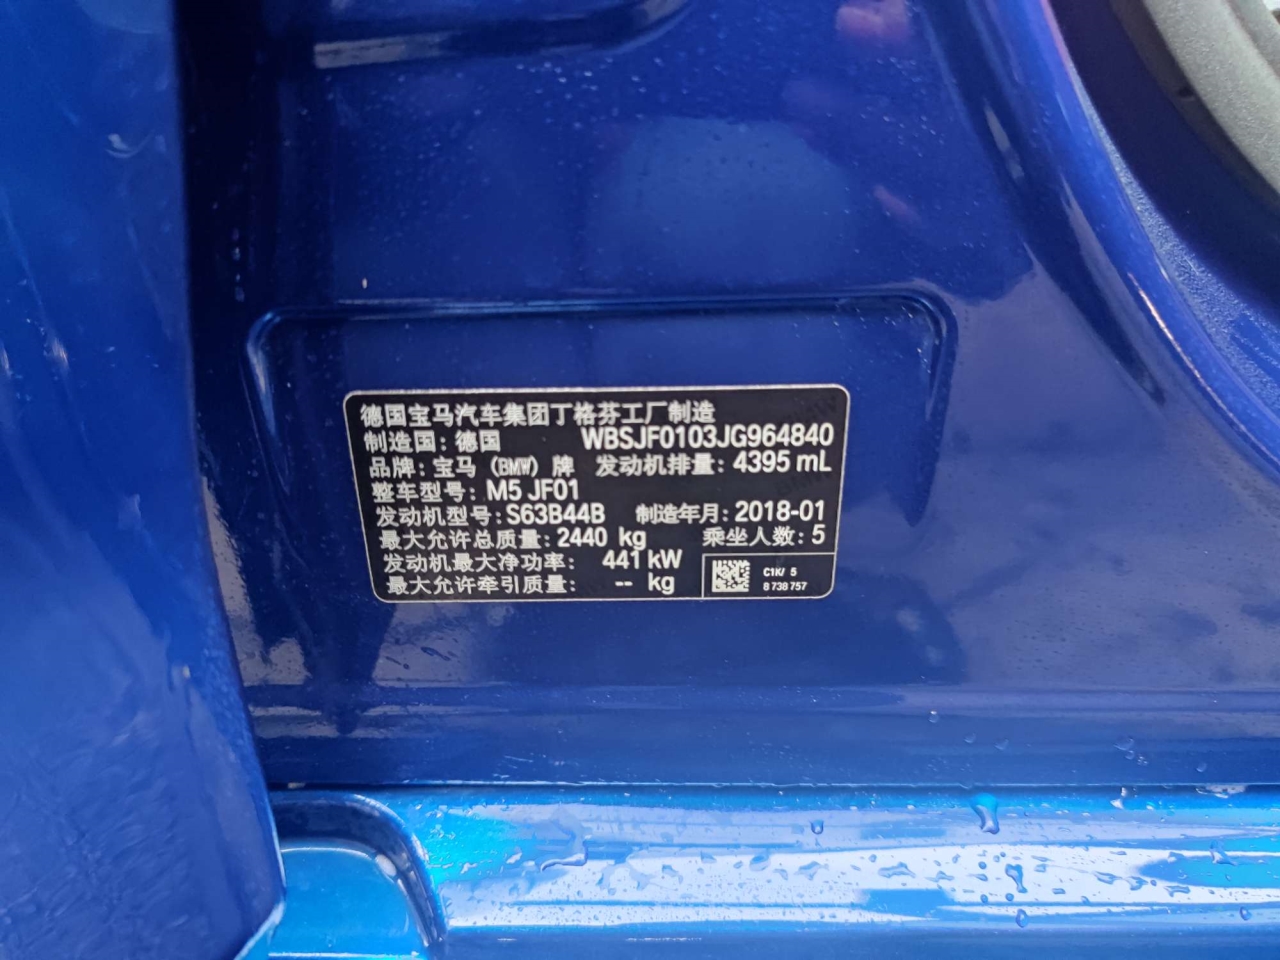 德国宝马汽车集团丁格芬工厂制造
制造国：德国 WBSJF0103JG964840
品牌：宝马（BMW）牌 发动机排量：4395 mL
整车型号：M5 JF01
发动机型号：S63B44B 制造年月：2018-01
最大允许总质量：2440 kg 乘坐人数：5
发动机最大净功率： 441 kW
最大允许牵引质量： -- kg
C1K/ 5
8 738 757